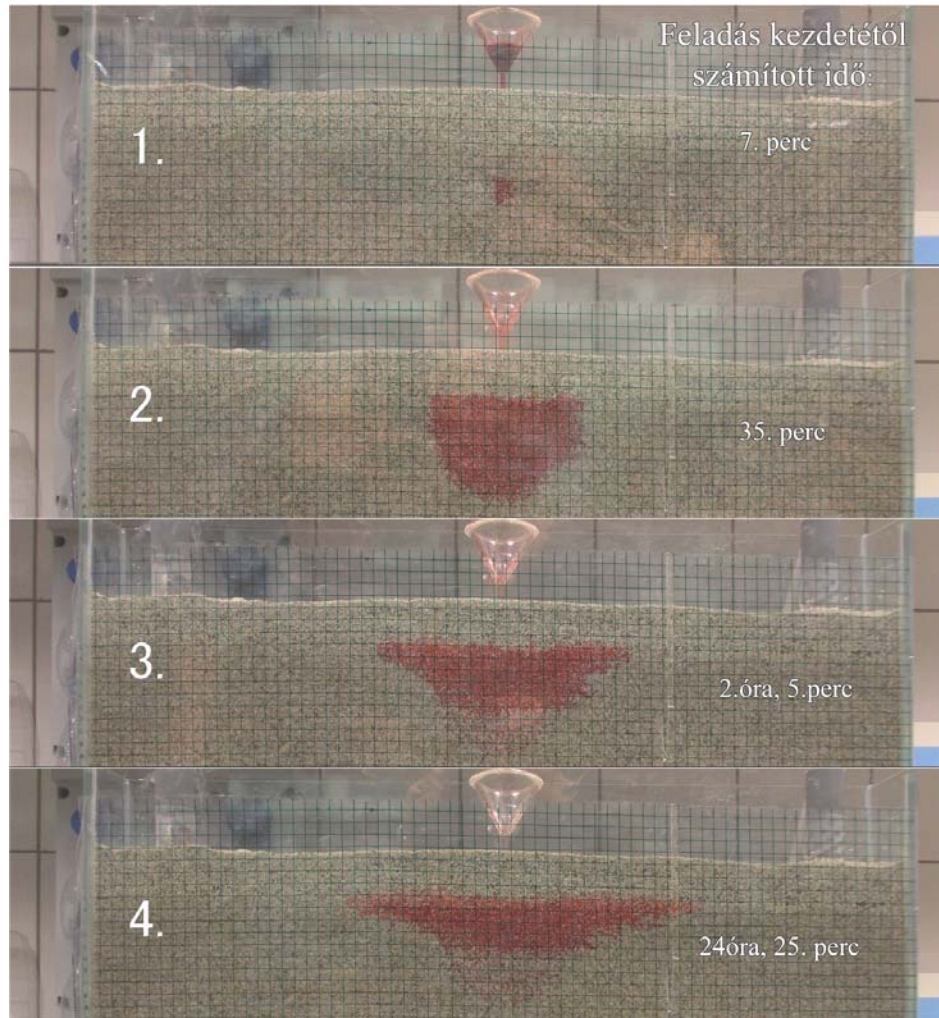 Feladás kezdetétől
számított idő:
1.
7. perc
2.
35. perc
3.
2.óra, 5.perc
4.
24óra, 25. perc